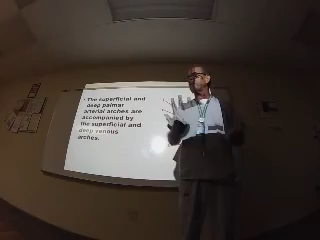 • The superficial and
deep palmar
arterial arches are
accompanied by
the superficial and
deep venous
arches.